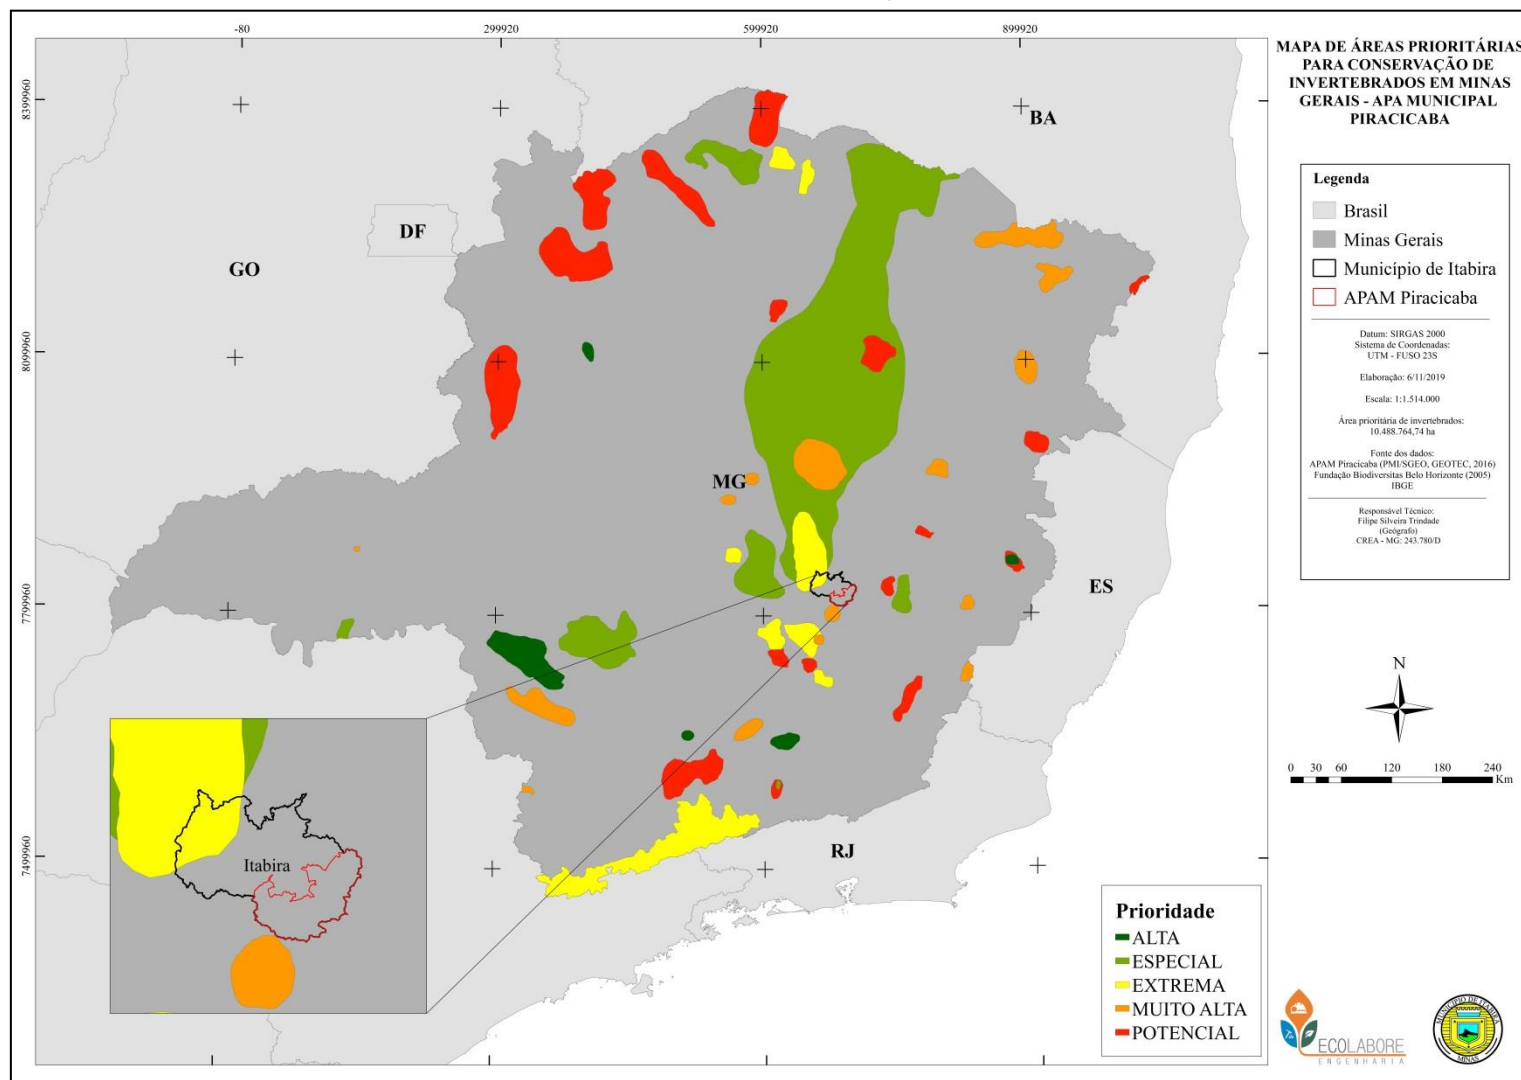 -80
299920
599920
899920
8399960
8099960
7799960
7499960
MAPA DE ÁREAS PRIORITÁRIAS
PARA CONSERVAÇÃO DE
INVERTEBRADOS EM MINAS
GERAIS - APA MUNICIPAL
PIRACICABA
Legenda
Brasil
Minas Gerais
Município de Itabira
APAM Piracicaba
Datum: SIRGAS 2000
Sistema de Coordenadas:
UTM - FUSO 23S
Elaboração: 6/11/2019
Escala: 1:1.514.000
Área prioritária de invertebrados:
10.488.764,74 ha
Fonte dos dados:
APAM Piracicaba (PMI/SGEO, GEOTEC, 2016)
Fundação Biodiversitas Belo Horizonte (2005)
IBGE
Responsável Técnico:
Filipe Silveira Trindade
(Geógrafo)
CREA - MG: 243.780/D
BA
DF
GO
MG
ES
RJ
Itabira
N
0 30 60 120 180 240
Km
Prioridade
ALTA
ESPECIAL
EXTREMA
MUITO ALTA
POTENCIAL
ECOLABORE
ENGENHARIA
MUNICÍPIO DE ITABIRA
MINAS